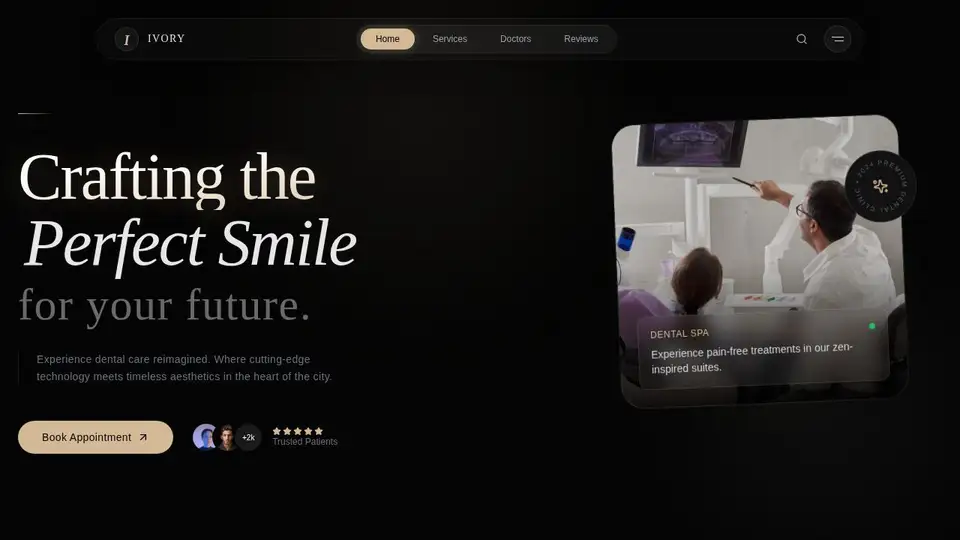 I
IVORY
Home
Services
Doctors
Reviews
Crafting the
Perfect Smile
for your future.
Experience dental care reimagined. Where cutting-edge
technology meets timeless aesthetics in the heart of the city.
Book Appointment
+2k
Trusted Patients
• 2024 PREMIUM DENTAL CLINIC
DENTAL SPA
Experience pain-free treatments in our zen-
inspired suites.